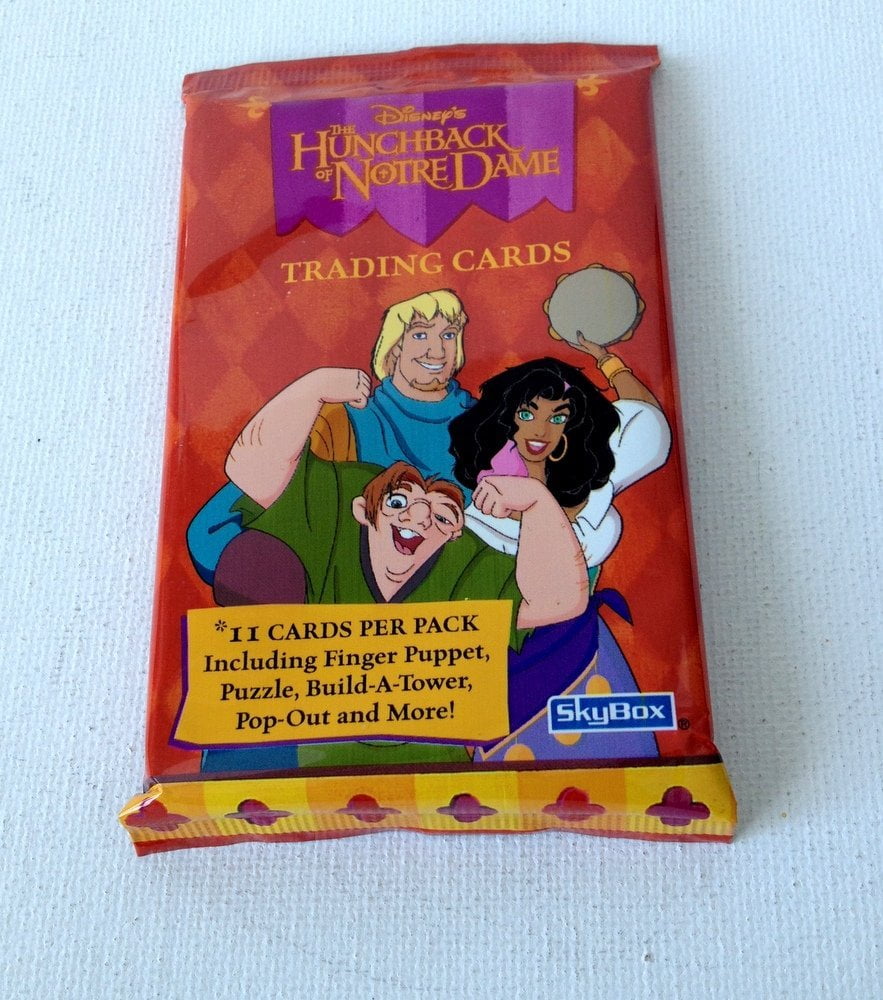 Disney's
THE
HUNCHBACK
OF NOTRE DAME
TRADING CARDS
*11 CARDS PER PACK
Including Finger Puppet,
Puzzle, Build-A-Tower,
Pop-Out and More!
SkyBox ®